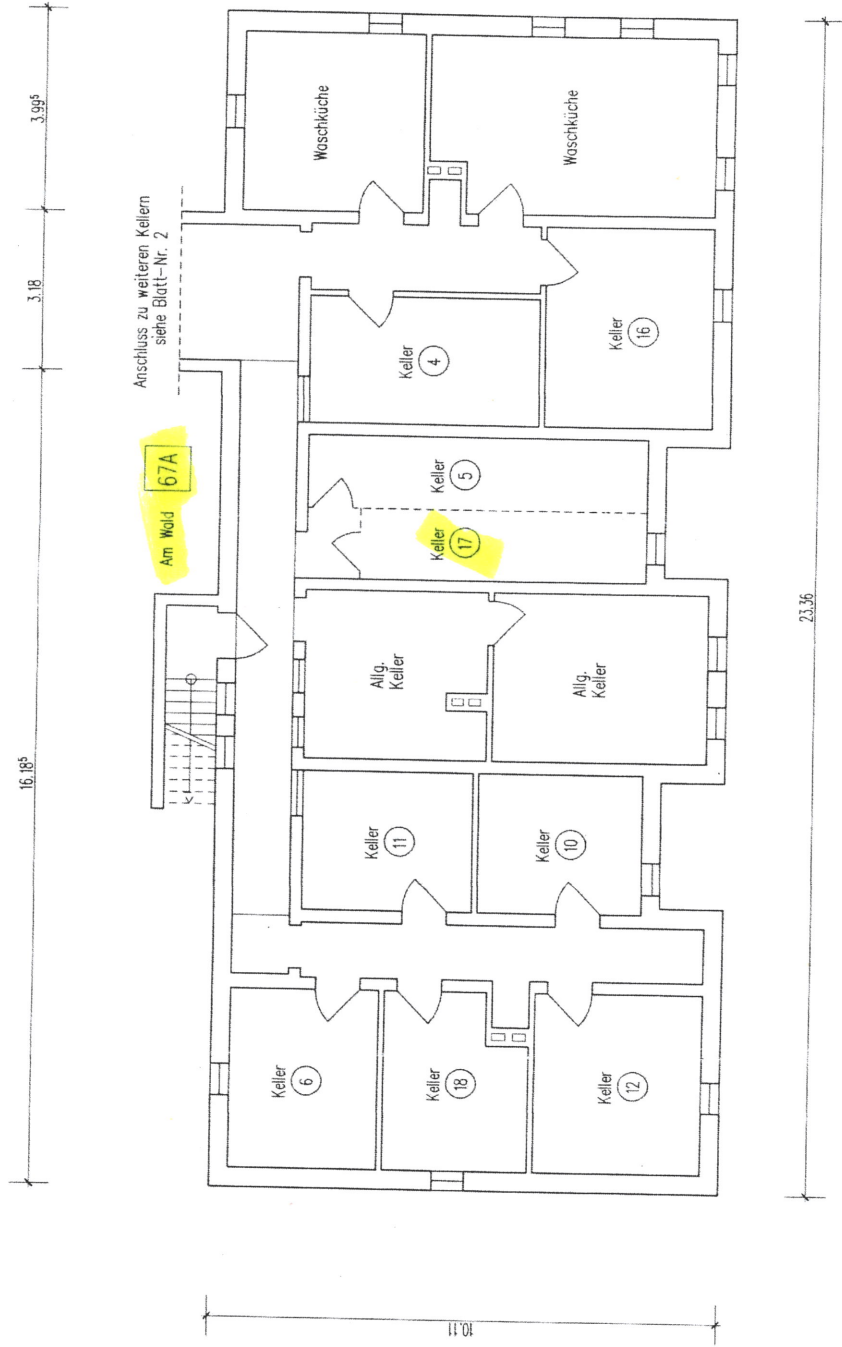 3.99⁵
3.18
16.18⁵
Anschluss zu weiteren Kellern
siehe Blatt-Nr. 2
Am Wald 67A
Waschküche
Waschküche
Keller
4
Keller
16
Keller
5
Keller
17
Allg.
Keller
Allg.
Keller
Keller
11
Keller
10
Keller
6
Keller
18
Keller
12
23.36
10.11